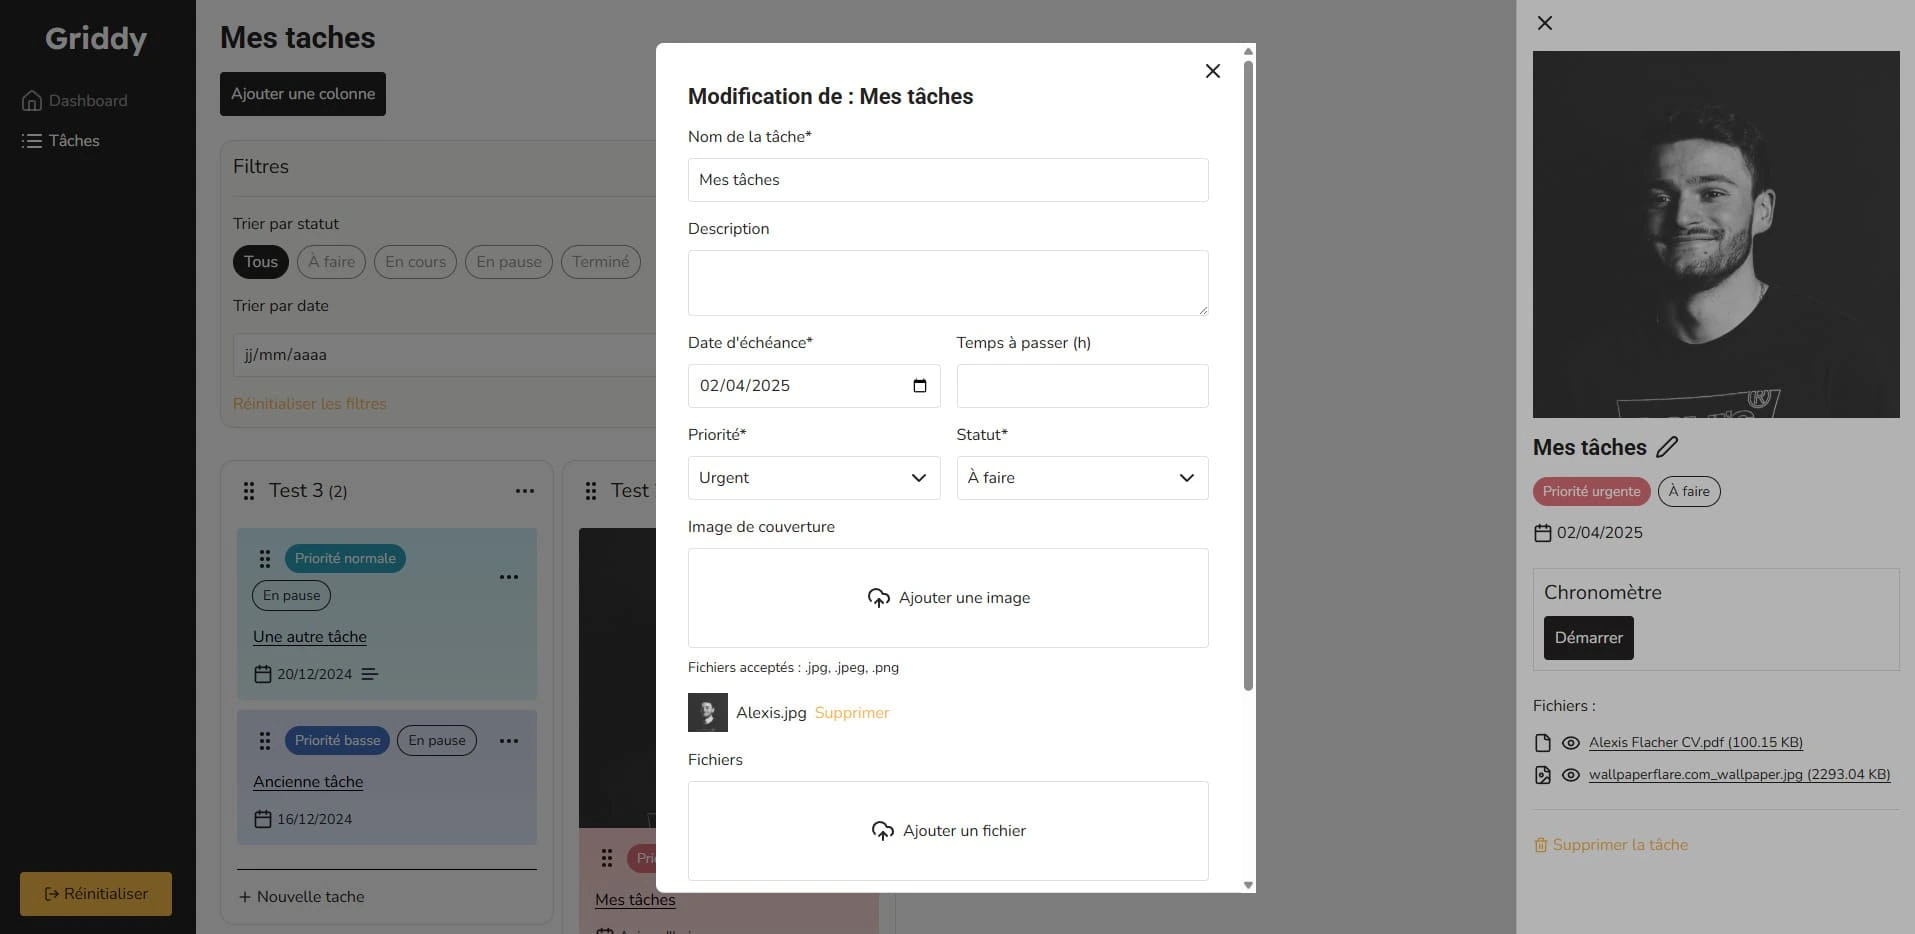 Griddy
Dashboard
Tâches
Réinitialiser
Mes taches
Ajouter une colonne
Filtres
Trier par statut
Tous
À faire
En cours
En pause
Terminé
Trier par date
jj/mm/aaaa
Réinitialiser les filtres
Test 3 (2)
Priorité normale
En pause
Une autre tâche
20/12/2024
Priorité basse
En pause
Ancienne tâche
16/12/2024
+ Nouvelle tache
Test
Mes tâches
Modification de : Mes tâches
Nom de la tâche*
Mes tâches
Description
Date d'échéance*
Temps à passer (h)
02/04/2025
Priorité*
Statut*
Urgent
À faire
Image de couverture
Ajouter une image
Fichiers acceptés : .jpg, .jpeg, .png
Alexis.jpg Supprimer
Fichiers
Ajouter un fichier
Mes tâches
Priorité urgente
À faire
02/04/2025
Chronomètre
Démarrer
Fichiers :
Alexis Flacher CV.pdf (100.15 KB)
wallpaperflare.com_wallpaper.jpg (2293.04 KB)
Supprimer la tâche